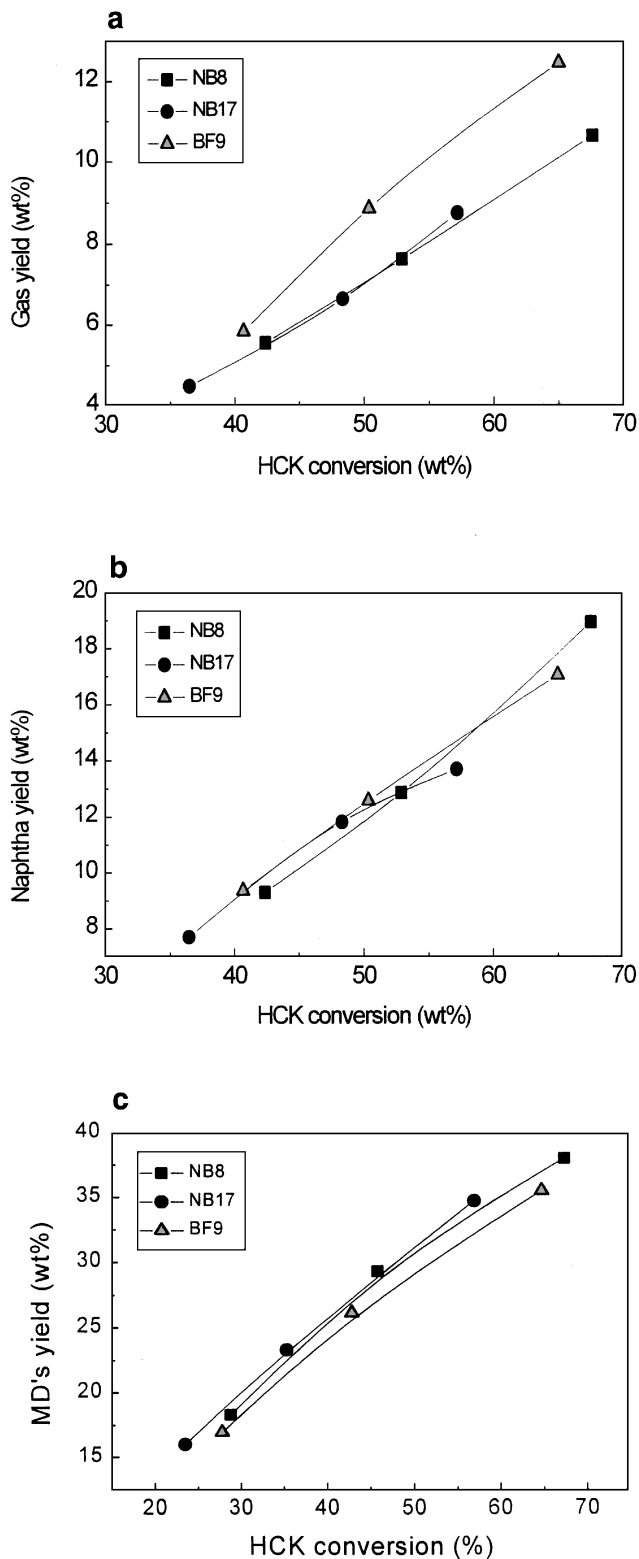 a
12
10
8
6
4
Gas yield (wt%)
NB8
NB17
BF9
30 40 50 60 70
HCK conversion (wt%)
b
20
18
16
14
12
10
8
Naphtha yield (wt%)
NB8
NB17
BF9
30 40 50 60 70
HCK conversion (wt%)
c
40
35
30
25
20
15
MD's yield (wt%)
NB8
NB17
BF9
20 30 40 50 60 70
HCK conversion (%)